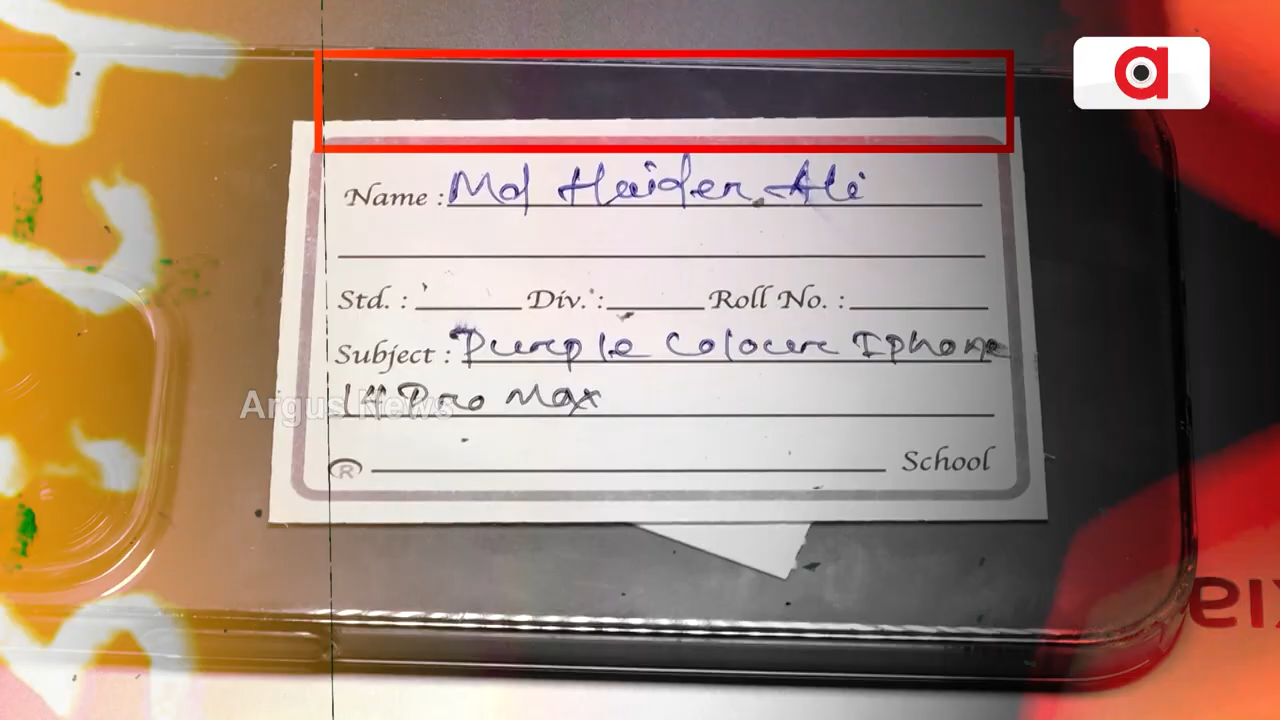 a
Name : Md Haider Ali
Std. : Div. : Roll No. :
Subject : Purple Colour Iphone
14 Pro Max
Argus News
R School